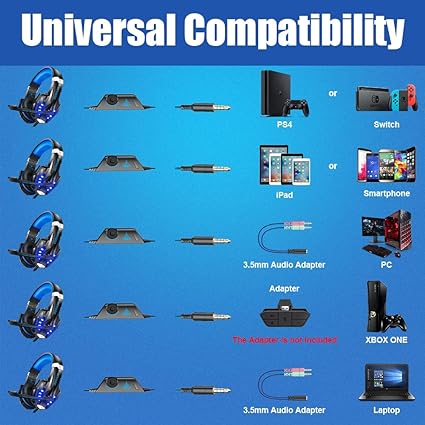 Universal Compatibility
or
PS4
Switch
or
iPad
Smartphone
3.5mm Audio Adapter
PC
Adapter
The Adapter is not Included
XBOX ONE
3.5mm Audio Adapter
Laptop